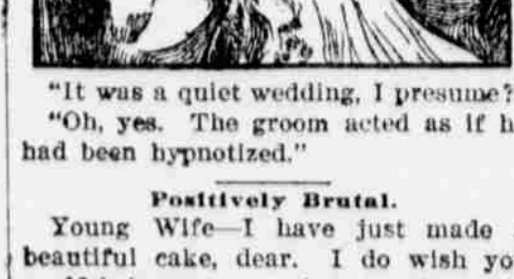 "It was a quiet wedding, I presume?
"Oh, yes. The groom acted as if h
had been hypnotized."
Positively Brutal.
Young Wife—I have just made
beautiful cake, dear. I do wish yo